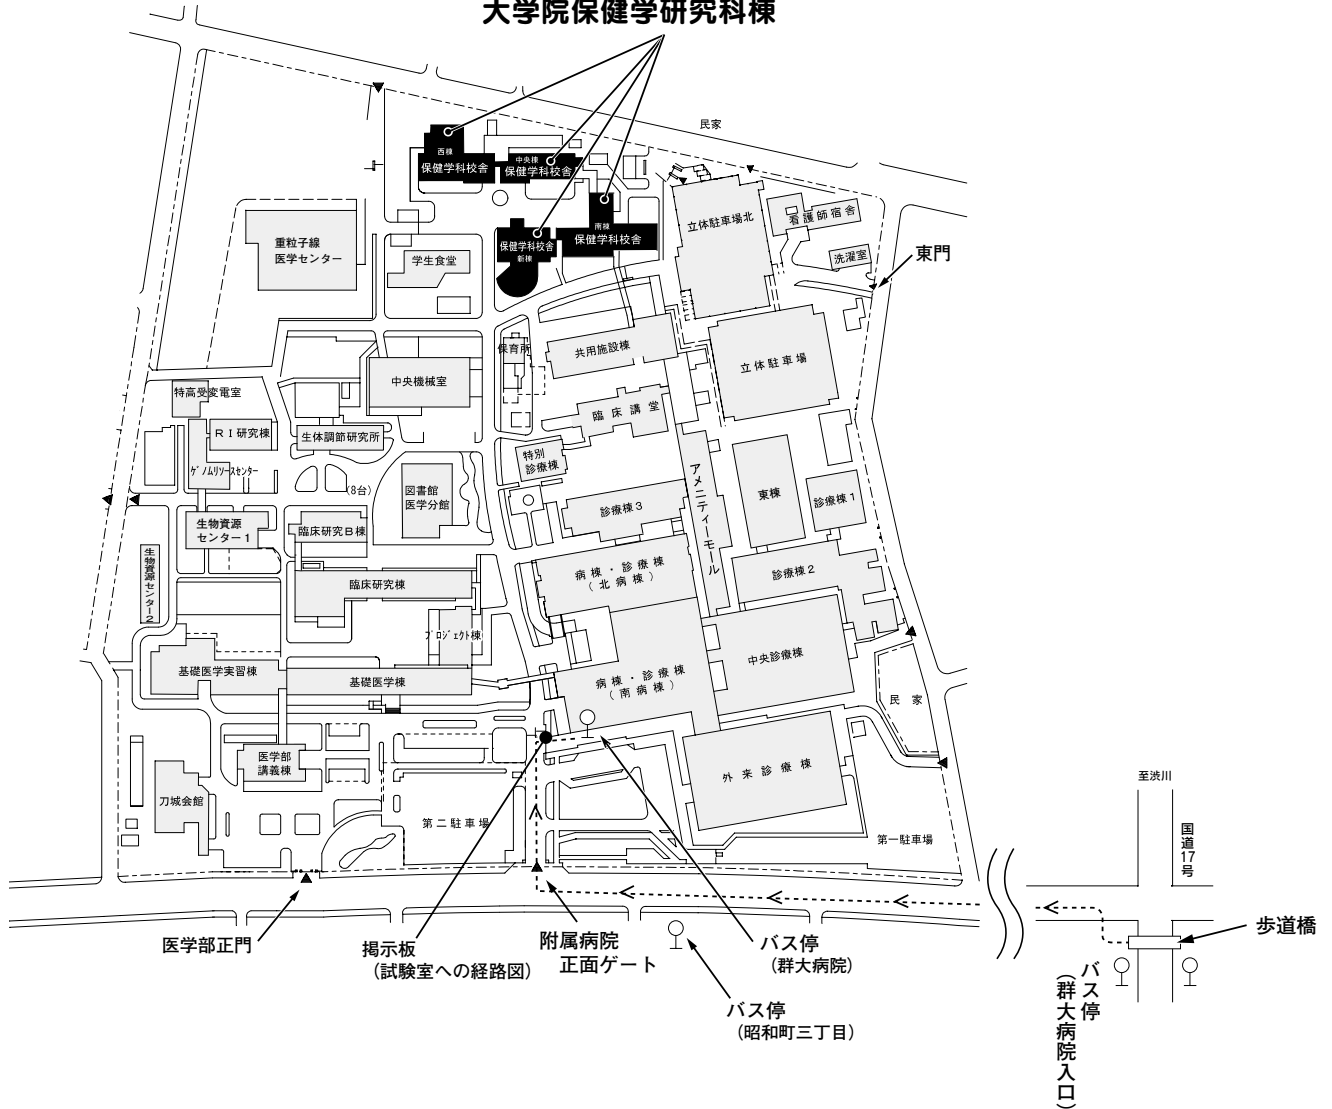 大学院保健学研究科棟
民家
西棟
保健学科校舎
中央棟
保健学科校舎
南棟
保健学科校舎
保健学科校舎
新棟
立体駐車場北
看護師宿舎
洗濯室
東門
重粒子線
医学センター
学生食堂
保育所
共用施設棟
立体駐車場
中央機械室
特高受変電室
RI研究棟
生体調節研究所
臨床講堂
特別
診療棟
ゲノムリソースセンター
(8台)
図書館
医学分館
アメニティーモール
東棟
診療棟1
診療棟3
生物資源
センター1
臨床研究B棟
生物資源センター2
臨床研究棟
病棟・診療棟
(北病棟)
診療棟2
プロジェクト棟
基礎医学実習棟
基礎医学棟
病棟・診療棟
(南病棟)
中央診療棟
民家
医学部
講義棟
外来診療棟
刀城会館
第二駐車場
第一駐車場
至渋川
国道17号
医学部正門
掲示板
(試験室への経路図)
附属病院
正面ゲート
バス停
(群大病院)
バス停
(昭和町三丁目)
歩道橋
バス停
(群大病院入口)